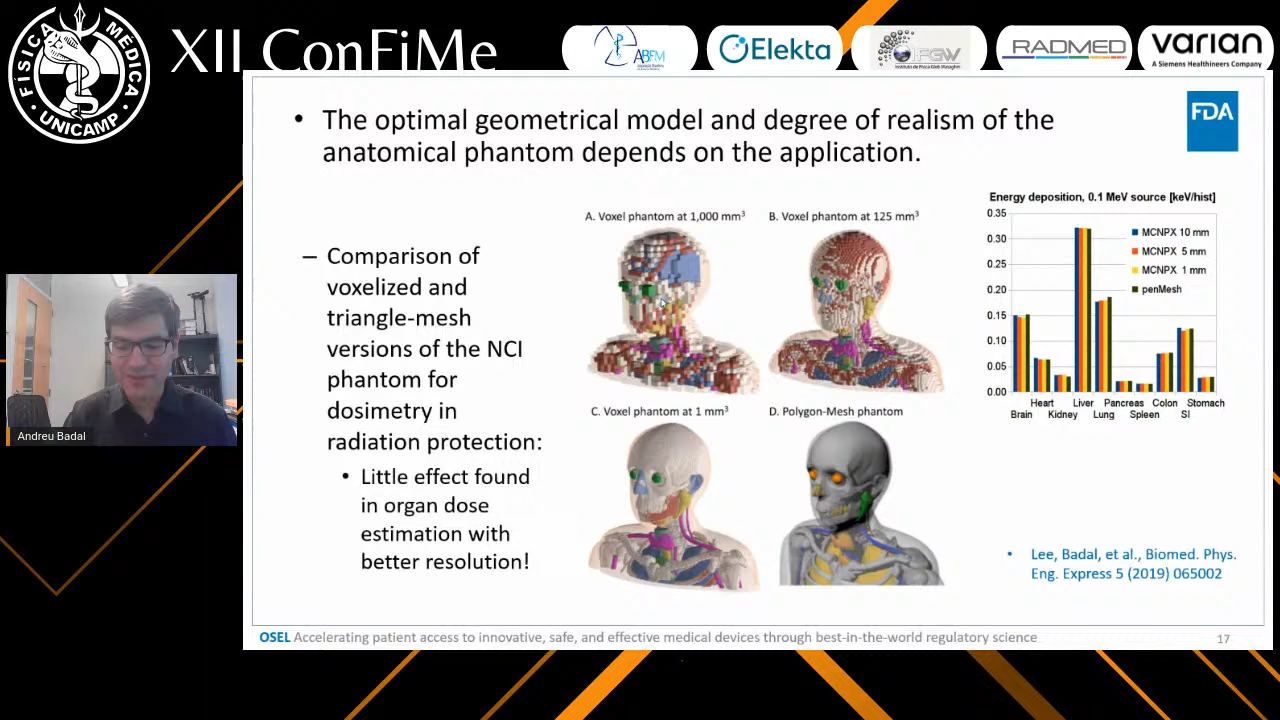 FÍSICA MÉDICA
· UNICAMP ·
XII ConFiMe
ABFM
Elekta
IFGW
RADMED
varian
A Siemens Healthineers Company
FDA
• The optimal geometrical model and degree of realism of the
anatomical phantom depends on the application.
– Comparison of
voxelized and
triangle-mesh
versions of the NCI
phantom for
dosimetry in
radiation protection:
• Little effect found
in organ dose
estimation with
better resolution!
A. Voxel phantom at 1,000 mm³
B. Voxel phantom at 125 mm³
C. Voxel phantom at 1 mm³
D. Polygon-Mesh phantom
Energy deposition, 0.1 MeV source [keV/hist]
0.35
0.30
0.25
0.20
0.15
0.10
0.05
0.00
MCNPX 10 mm
MCNPX 5 mm
MCNPX 1 mm
penMesh
Heart Liver Pancreas Colon Stomach
Brain Kidney Lung Spleen SI
• Lee, Badal, et al., Biomed. Phys.
Eng. Express 5 (2019) 065002
Andreu Badal
OSEL Accelerating patient access to innovative, safe, and effective medical devices through best-in-the-world regulatory science
17